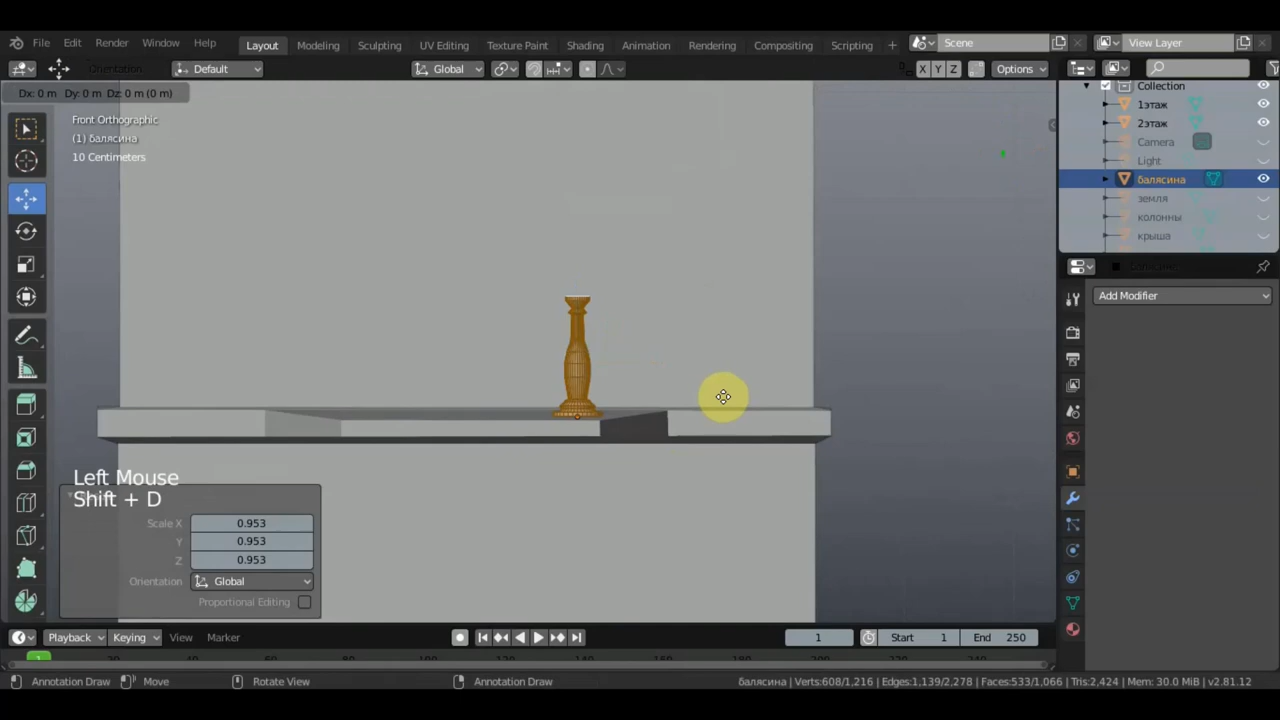 File Edit Render Window Help Layout Modeling Sculpting UV Editing Texture Paint Shading Animation Rendering Compositing Scripting + Scene View Layer
Orientation Default Global X Y Z Options
Dx: 0 m Dy: 0 m Dz: 0 m (0 m)
Front Orthographic
(1) балясина
10 Centimeters
Collection
1этаж
2этаж
Camera
Light
балясина
земля
колонны
крыша
Add Modifier
Left Mouse
Shift + D
Scale X 0.953
Y 0.953
Z 0.953
Orientation Global
Proportional Editing
Playback Keying View Marker 1 Start 1 End 250
1
Annotation Draw Move Rotate View Annotation Draw балясина | Verts:608/1,216 | Edges:1,139/2,278 | Faces:533/1,066 | Tris:2,424 | Mem: 30.0 MiB | v2.81.12